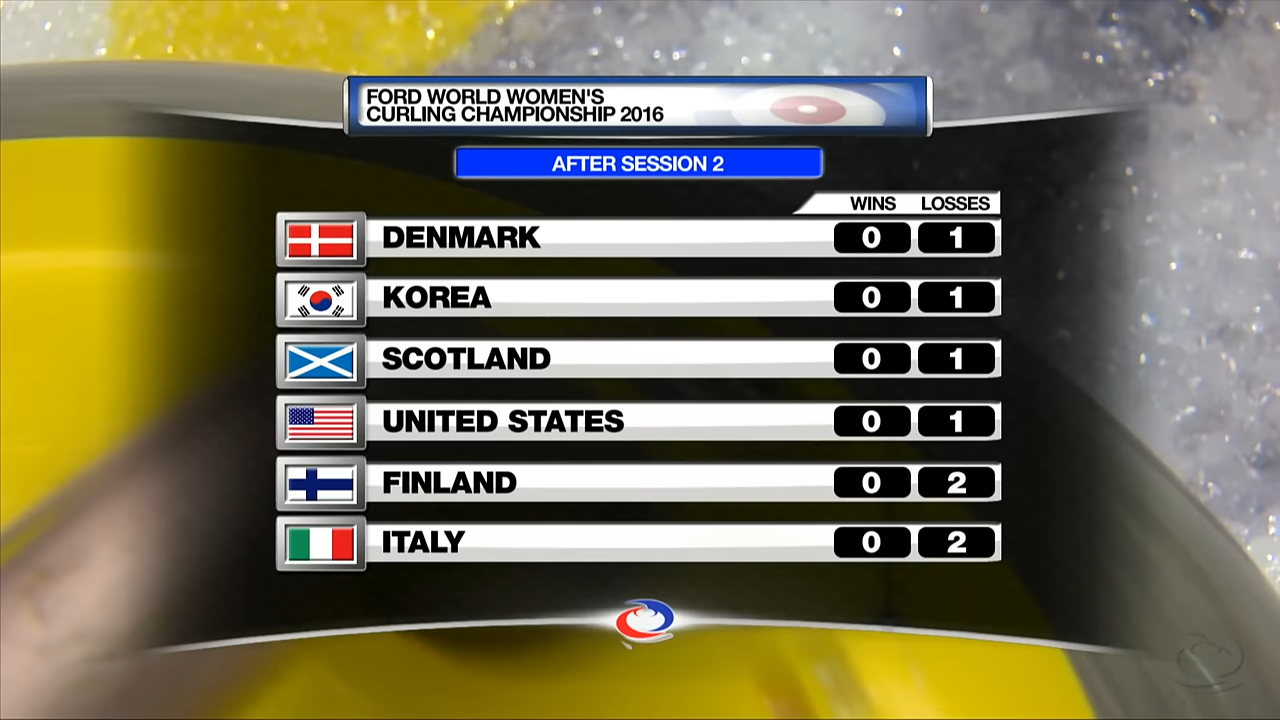 FORD WORLD WOMEN'S
CURLING CHAMPIONSHIP 2016
AFTER SESSION 2
WINS LOSSES
DENMARK 0 1
KOREA 0 1
SCOTLAND 0 1
UNITED STATES 0 1
FINLAND 0 2
ITALY 0 2